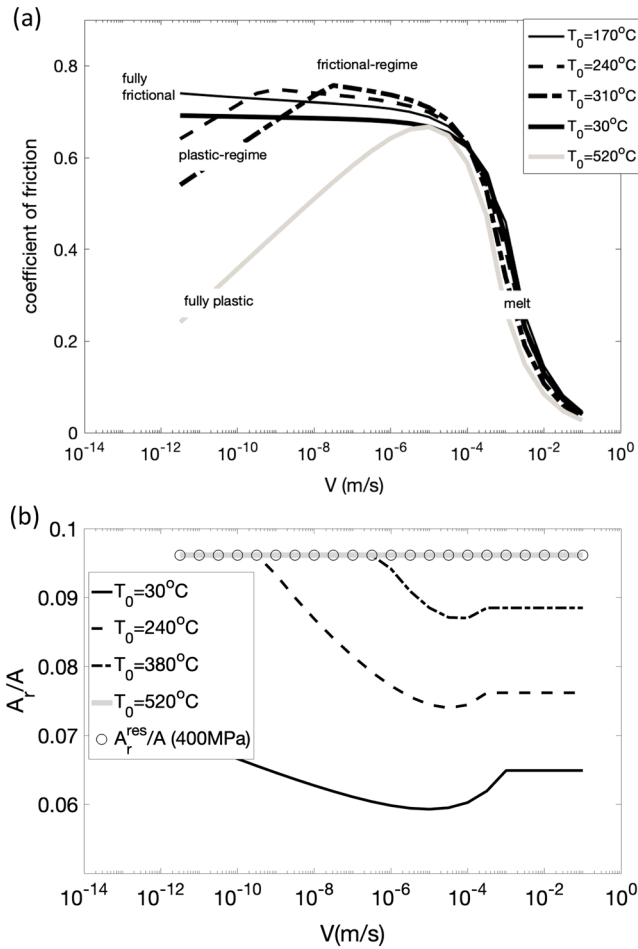 (a)
0.8
0.6
0.4
0.2
0
coefficient of friction
fully
frictional
frictional-regime
plastic-regime
fully plastic
melt
T0=170°C
T0=240°C
T0=310°C
T0=30°C
T0=520°C
10-14 10-12 10-10 10-8 10-6 10-4 10-2 100
V (m/s)
(b)
0.1
0.09
0.08
0.07
0.06
Ar/A
T0=30°C
T0=240°C
T0=380°C
T0=520°C
Arres/A (400MPa)
10-14 10-12 10-10 10-8 10-6 10-4 10-2 100
V(m/s)